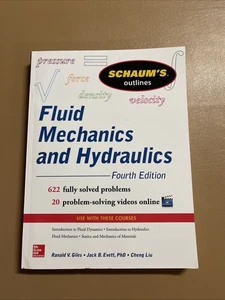 pressure
force
density
velocity
SCHAUM'S
outlines
Fluid
Mechanics
and Hydraulics
Fourth Edition
622 fully solved problems
20 problem-solving videos online
USE WITH THESE COURSES
Introduction to Fluid Dynamics • Introduction to Hydraulics
Fluid Mechanics • Statics and Mechanics of Materials
Ranald V. Giles • Jack B. Evett, PhD • Cheng Liu